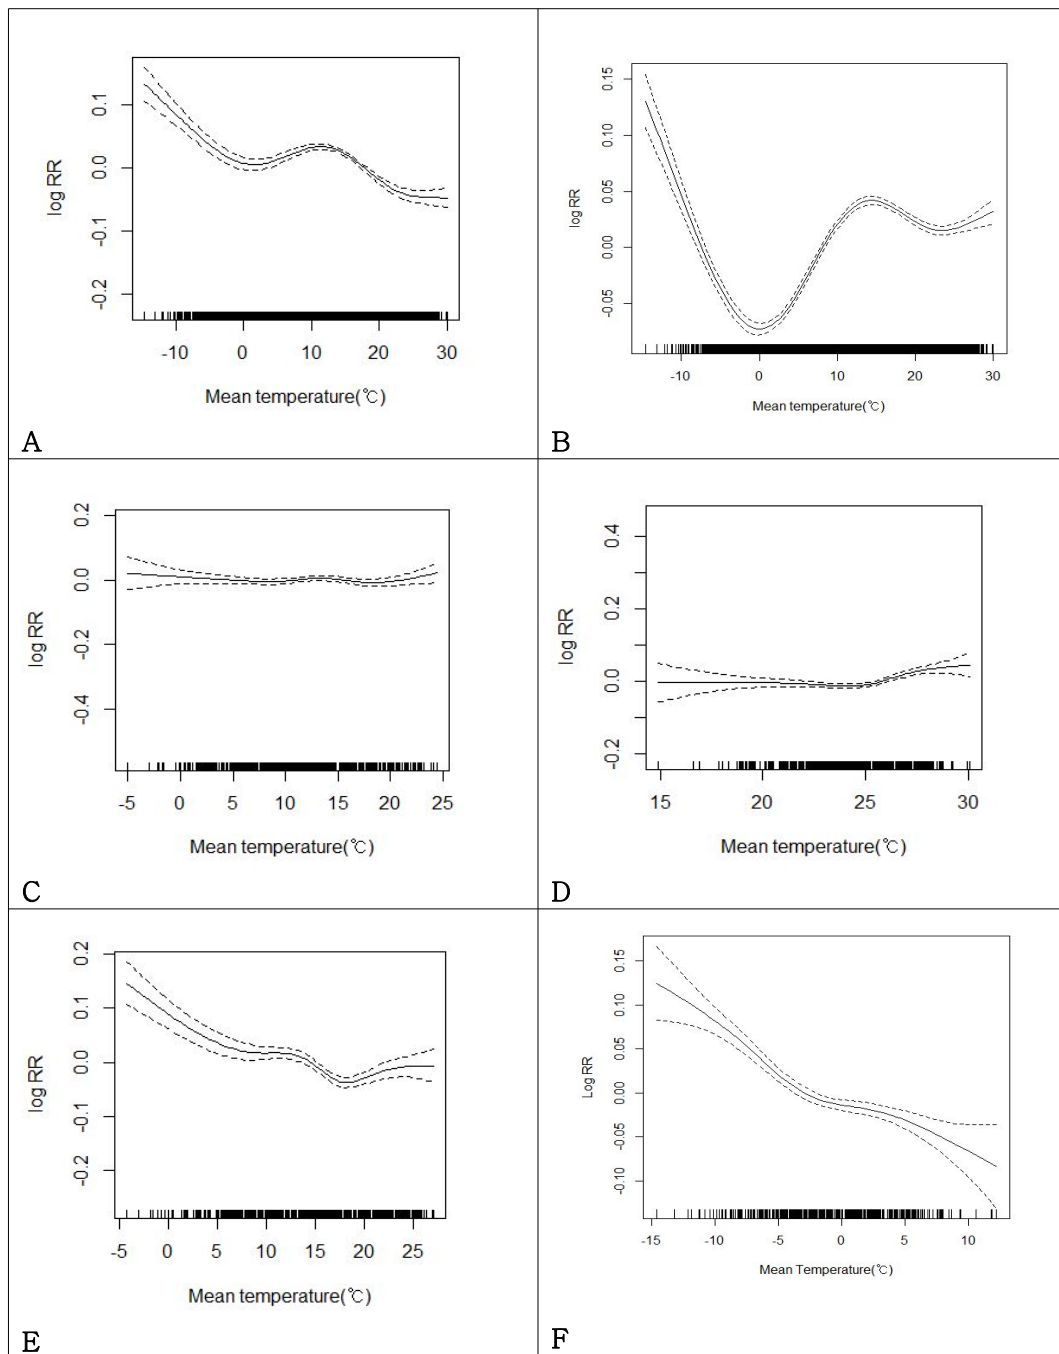 0.1
0.0
-0.1
-0.2
log RR
-10 0 10 20 30
Mean temperature(℃)
A
0.15
0.10
0.05
0.00
-0.05
log RR
-10 0 10 20 30
Mean temperature(℃)
B
0.2
0.0
-0.2
-0.4
log RR
-5 0 5 10 15 20 25
Mean temperature(℃)
C
0.4
0.2
0.0
-0.2
log RR
15 20 25 30
Mean temperature(℃)
D
0.2
0.1
0.0
-0.1
-0.2
log RR
-5 0 5 10 15 20 25
Mean temperature(℃)
E
0.15
0.10
0.05
0.00
-0.05
-0.10
Log RR
-15 -10 -5 0 5 10
Mean Temperature(℃)
F